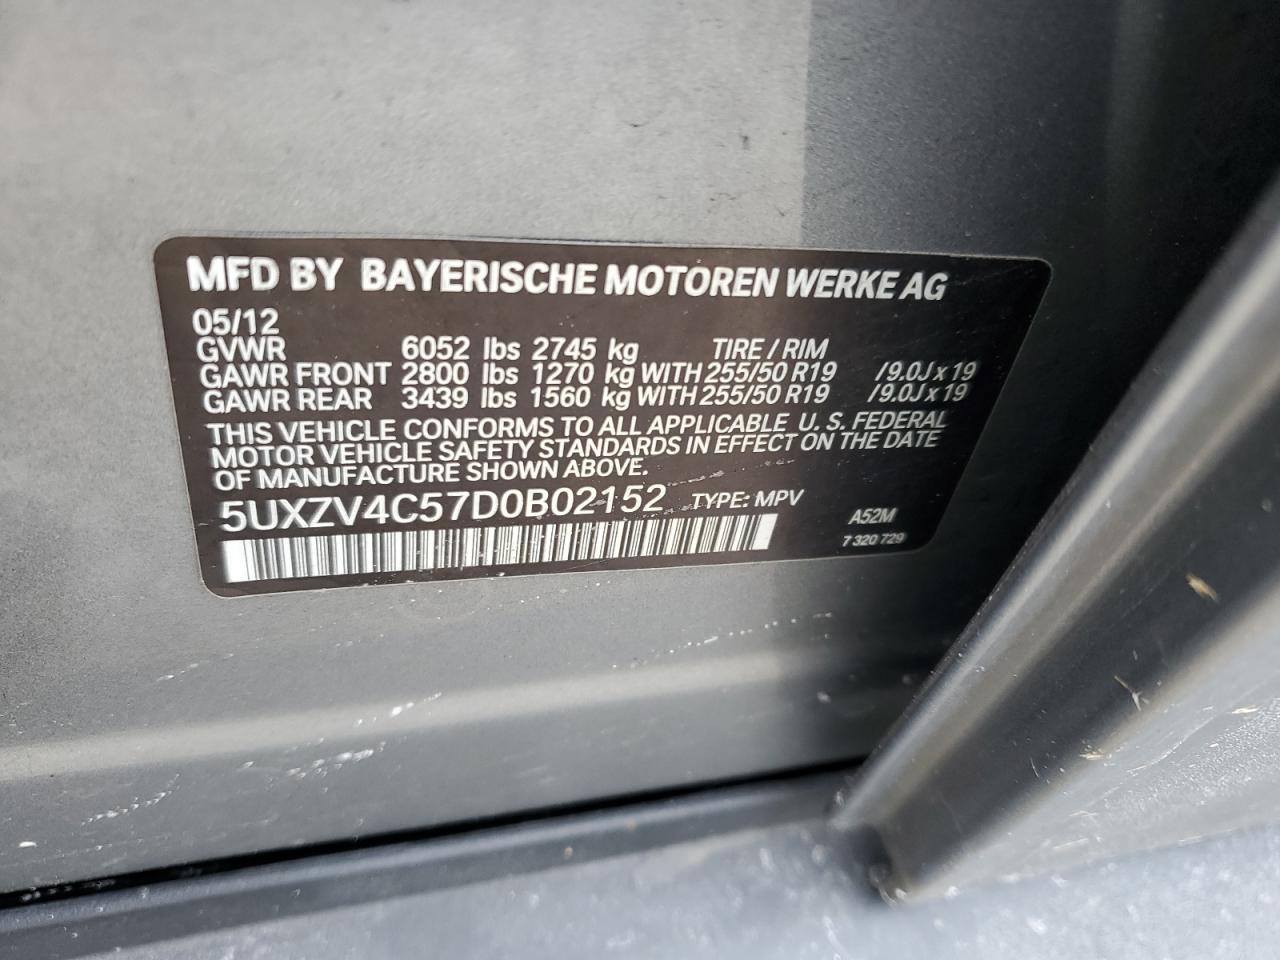 MFD BY BAYERISCHE MOTOREN WERKE AG
05/12
GVWR 6052 lbs 2745 kg TIRE / RIM
GAWR FRONT 2800 lbs 1270 kg WITH 255/50 R19 /9.0J x 19
GAWR REAR 3439 lbs 1560 kg WITH 255/50 R19 /9.0J x 19
THIS VEHICLE CONFORMS TO ALL APPLICABLE U. S. FEDERAL
MOTOR VEHICLE SAFETY STANDARDS IN EFFECT ON THE DATE
OF MANUFACTURE SHOWN ABOVE.
5UXZV4C57D0B02152 TYPE: MPV
A52M
7 320 729